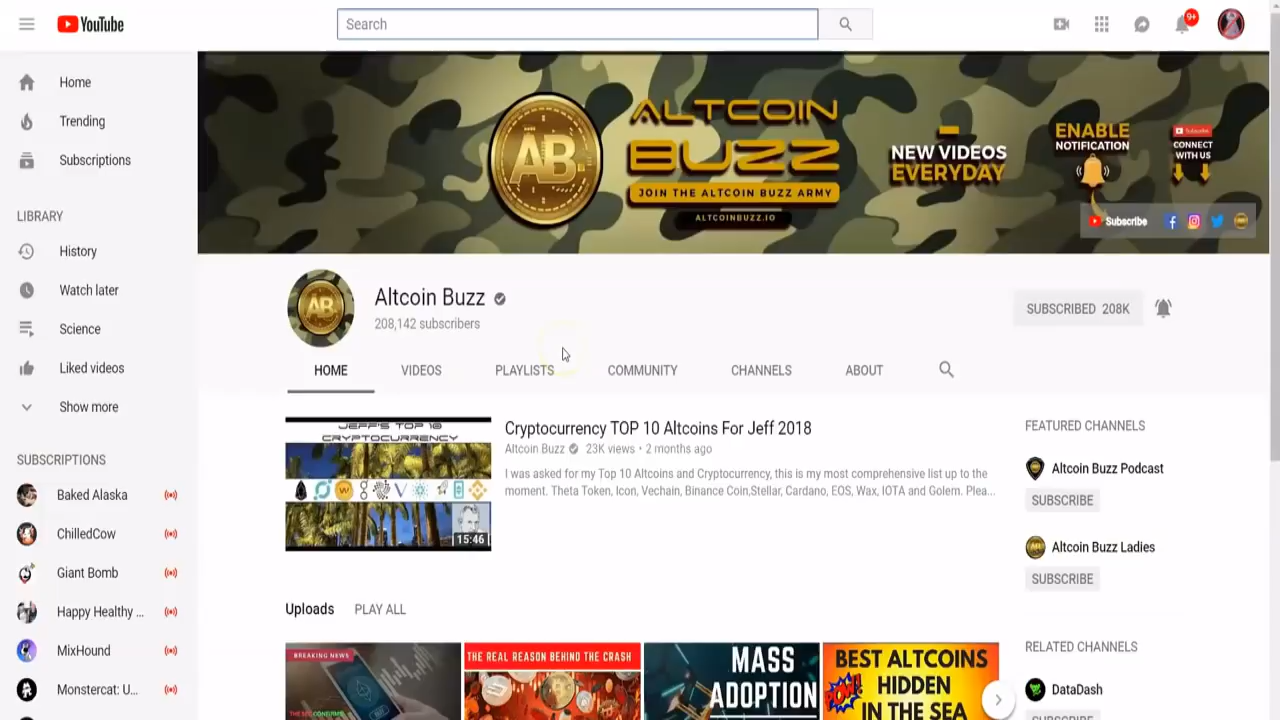 YouTube
Search
9+
Home
Trending
Subscriptions
LIBRARY
History
Watch later
Science
Liked videos
Show more
SUBSCRIPTIONS
Baked Alaska
ChilledCow
Giant Bomb
Happy Healthy ...
MixHound
Monstercat: U...
AB
ALTCOIN
BUZZ
JOIN THE ALTCOIN BUZZ ARMY
ALTCOINBUZZ.IO
NEW VIDEOS
EVERYDAY
ENABLE
NOTIFICATION
Subscribe
CONNECT
WITH US
Subscribe
AB
Altcoin Buzz
208,142 subscribers
SUBSCRIBED 208K
HOME
VIDEOS
PLAYLISTS
COMMUNITY
CHANNELS
ABOUT
JEFF'S TOP 10
CRYPTOCURRENCY
15:46
Cryptocurrency TOP 10 Altcoins For Jeff 2018
Altcoin Buzz 23K views • 2 months ago
I was asked for my Top 10 Altcoins and Cryptocurrency, this is my most comprehensive list up to the
moment. Theta Token, Icon, Vechain, Binance Coin,Stellar, Cardano, EOS, Wax, IOTA and Golem. Plea...
FEATURED CHANNELS
Altcoin Buzz Podcast
SUBSCRIBE
Altcoin Buzz Ladies
SUBSCRIBE
Uploads PLAY ALL
BREAKING NEWS
THE REAL REASON BEHIND THE CRASH
MASS
ADOPTION
BEST ALTCOINS
HIDDEN
IN THE SEA
POW!
RELATED CHANNELS
DataDash
SUBSCRIBE